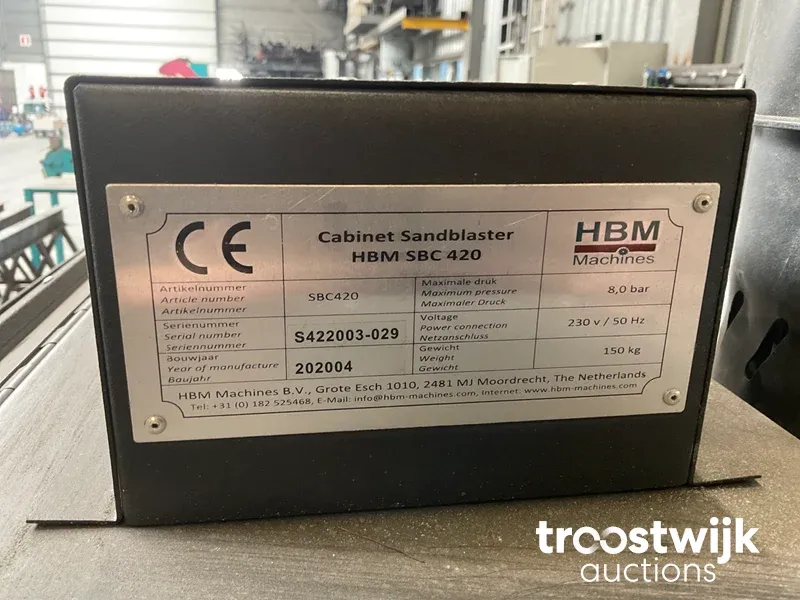 CE
Cabinet Sandblaster
HBM SBC 420
HBM
Machines
Artikelnummer
Article number
Artikelnummer
SBC420
Maximale druk
Maximum pressure
Maximaler Druck
8,0 bar
Serienummer
Serial number
Seriennummer
S422003-029
Voltage
Power connection
Netzanschluss
230 v / 50 Hz
Bouwjaar
Year of manufacture
Baujahr
202004
Gewicht
Weight
Gewicht
150 kg
HBM Machines B.V., Grote Esch 1010, 2481 MJ Moordrecht, The Netherlands
Tel: +31 (0) 182 525468, E-Mail: info@hbm-machines.com, Internet: www.hbm-machines.com
troostwijk
auctions